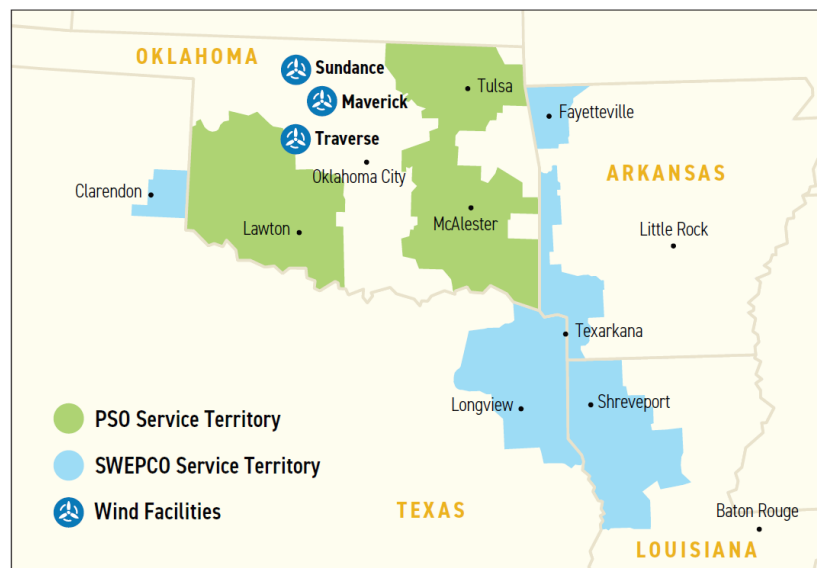 OKLAHOMA
Sundance
Maverick
Traverse
Tulsa
Fayetteville
Oklahoma City
ARKANSAS
Clarendon
Lawton
McAlester
Little Rock
Texarkana
Longview
Shreveport
PSO Service Territory
SWEPCO Service Territory
Wind Facilities
TEXAS
Baton Rouge
LOUISIANA